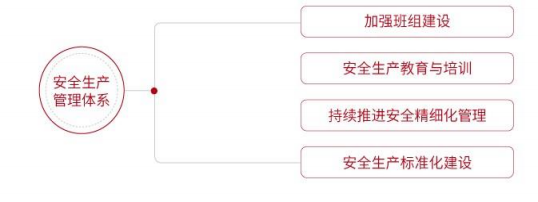 安全生产
管理体系
加强班组建设
安全生产教育与培训
持续推进安全精细化管理
安全生产标准化建设